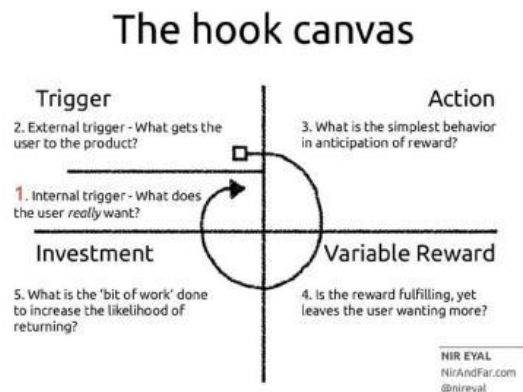 The hook canvas
Trigger
2. External trigger - What gets the
user to the product?
1. Internal trigger - What does
the user really want?
Action
3. What is the simplest behavior
in anticipation of reward?
Investment
5. What is the 'bit of work' done
to increase the likelihood of
returning?
Variable Reward
4. Is the reward fulfilling, yet
leaves the user wanting more?
NIR EYAL
NirAndFar.com
@nireyal